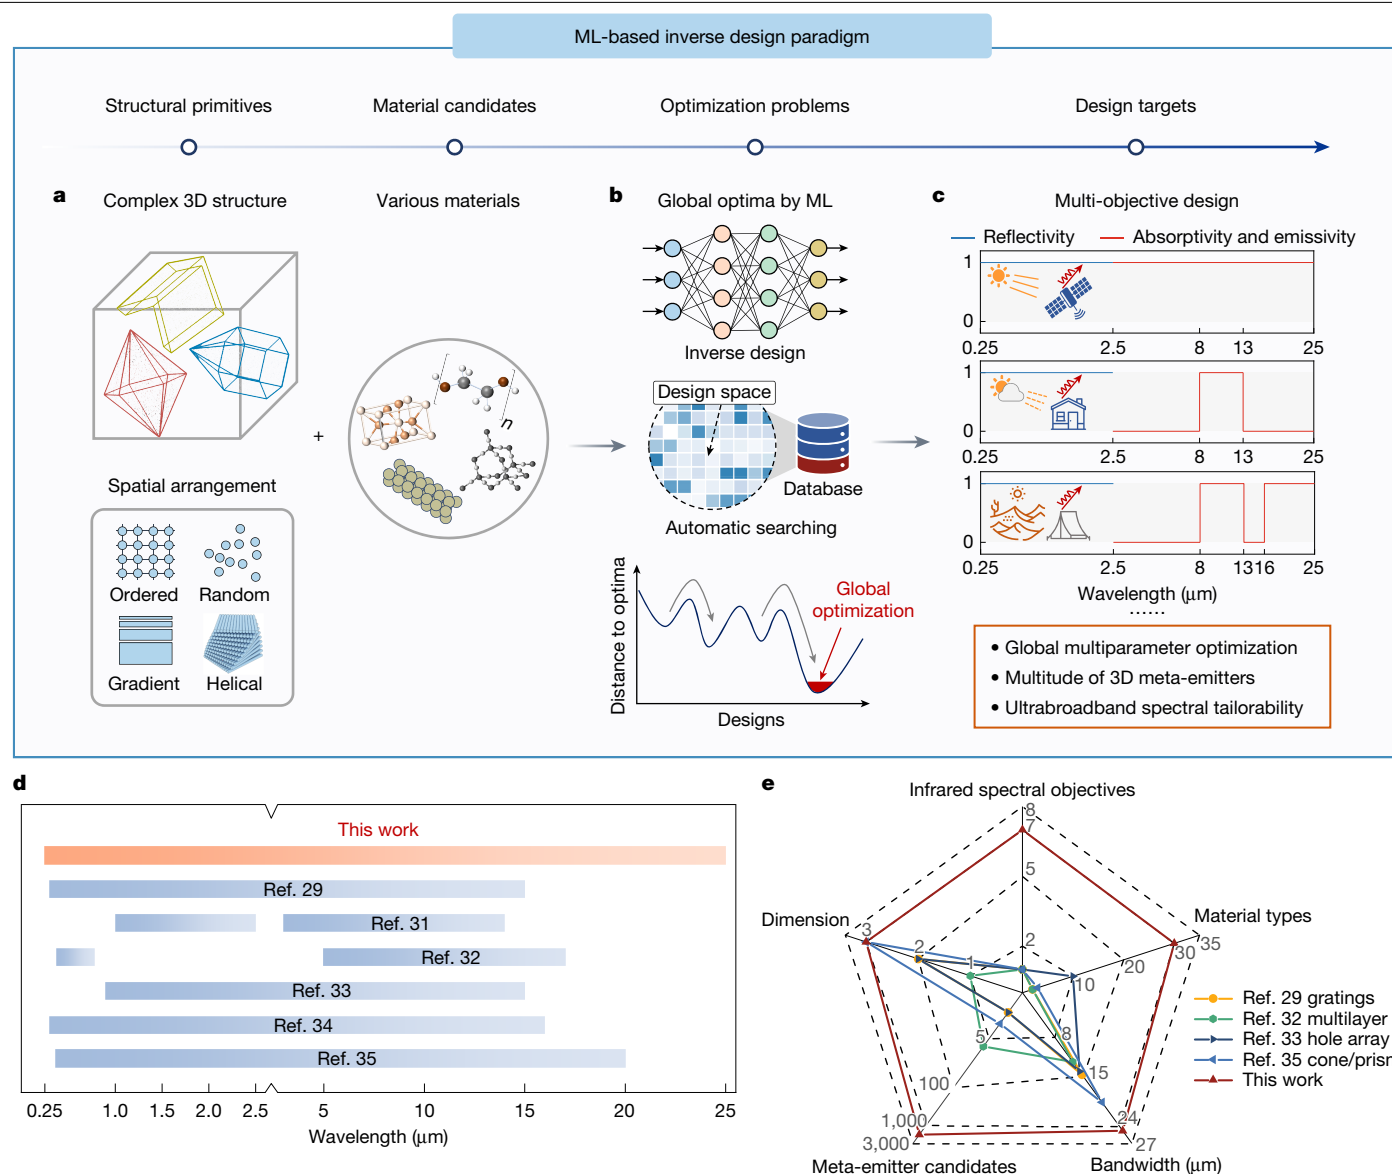 ML-based inverse design paradigm
Structural primitives
Material candidates
Optimization problems
Design targets
a
Complex 3D structure
Various materials
+
n
Spatial arrangement
Ordered
Random
Gradient
Helical
b
Global optima by ML
Inverse design
Design space
Database
Automatic searching
Distance to optima
Global
optimization
Designs
c
Multi-objective design
Reflectivity
Absorptivity and emissivity
1
0
0.25 2.5 8 13 25
1
0
0.25 2.5 8 13 25
1
0
0.25 2.5 8 13 16 25
Wavelength (μm)
......
• Global multiparameter optimization
• Multitude of 3D meta-emitters
• Ultrabroadband spectral tailorability
d
This work
Ref. 29
Ref. 31
Ref. 32
Ref. 33
Ref. 34
Ref. 35
0.25 1.0 1.5 2.0 2.5 5 10 15 20 25
Wavelength (μm)
e
Infrared spectral objectives
8
7
5
2
Material types
35
30
20
10
Dimension
3
2
1
5
100
1,000
3,000
Meta-emitter candidates
8
15
24
27
Bandwidth (μm)
Ref. 29 gratings
Ref. 32 multilayer
Ref. 33 hole array
Ref. 35 cone/prism
This work